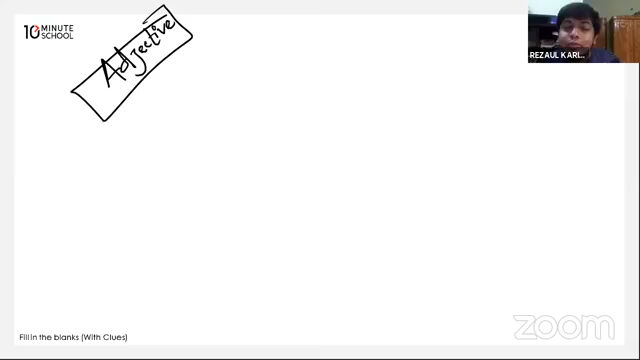 10 MINUTE
SCHOOL
Adjective
REZAUL KARI...
Fill in the blanks (With Clues)
zoom